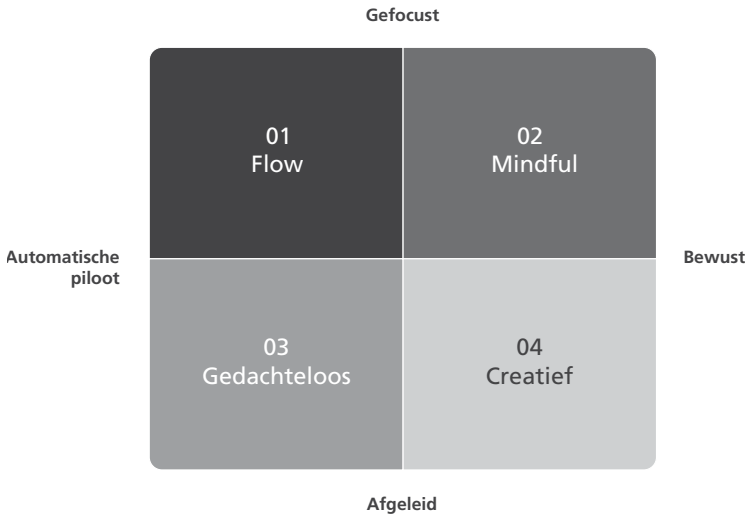 Gefocust
01
Flow
02
Mindful
Automatische
piloot
Bewust
03
Gedachteloos
04
Creatief
Afgeleid